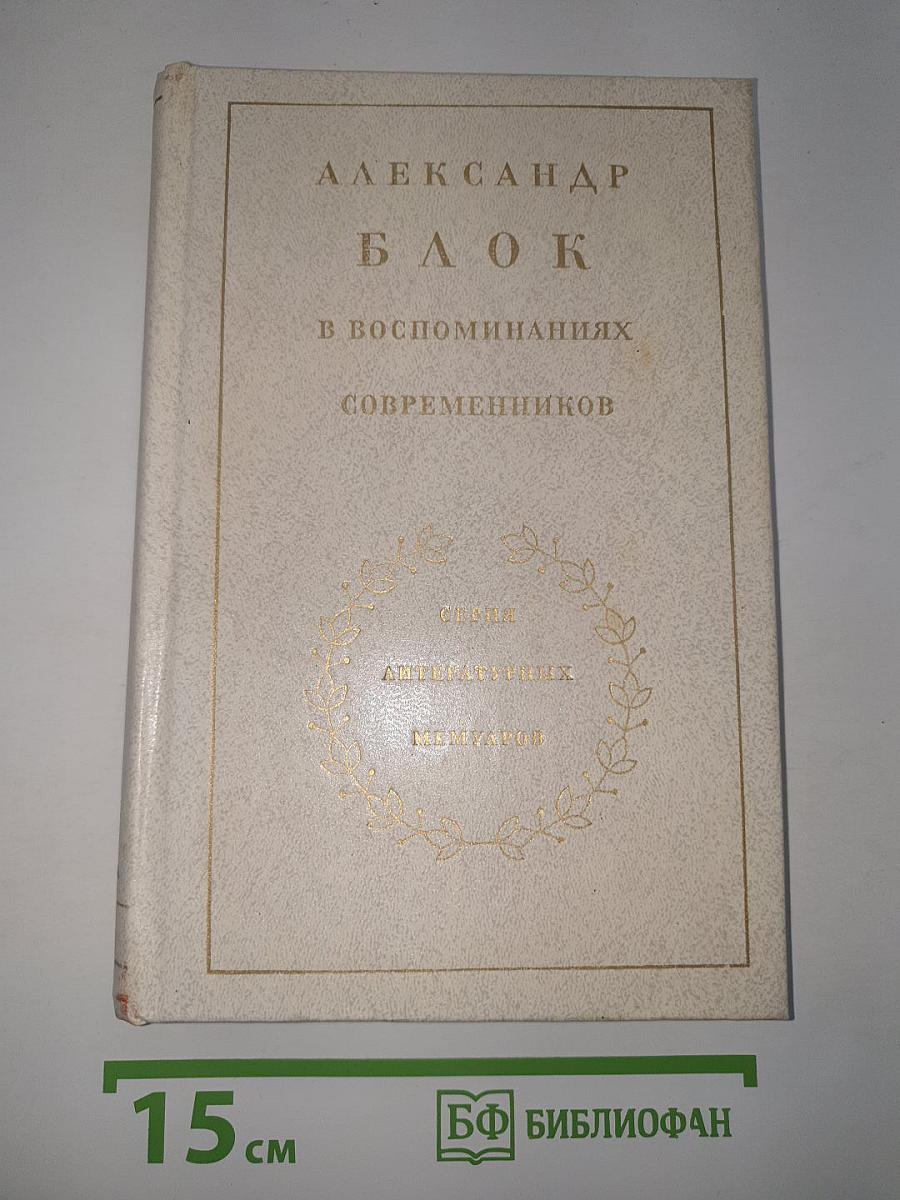 АЛЕКСАНДР
БЛОК
В ВОСПОМИНАНИЯХ
СОВРЕМЕННИКОВ
СЕРИЯ
ЛИТЕРАТУРНЫХ
МЕМУАРОВ
15 см
БФ БИБЛИОФАН